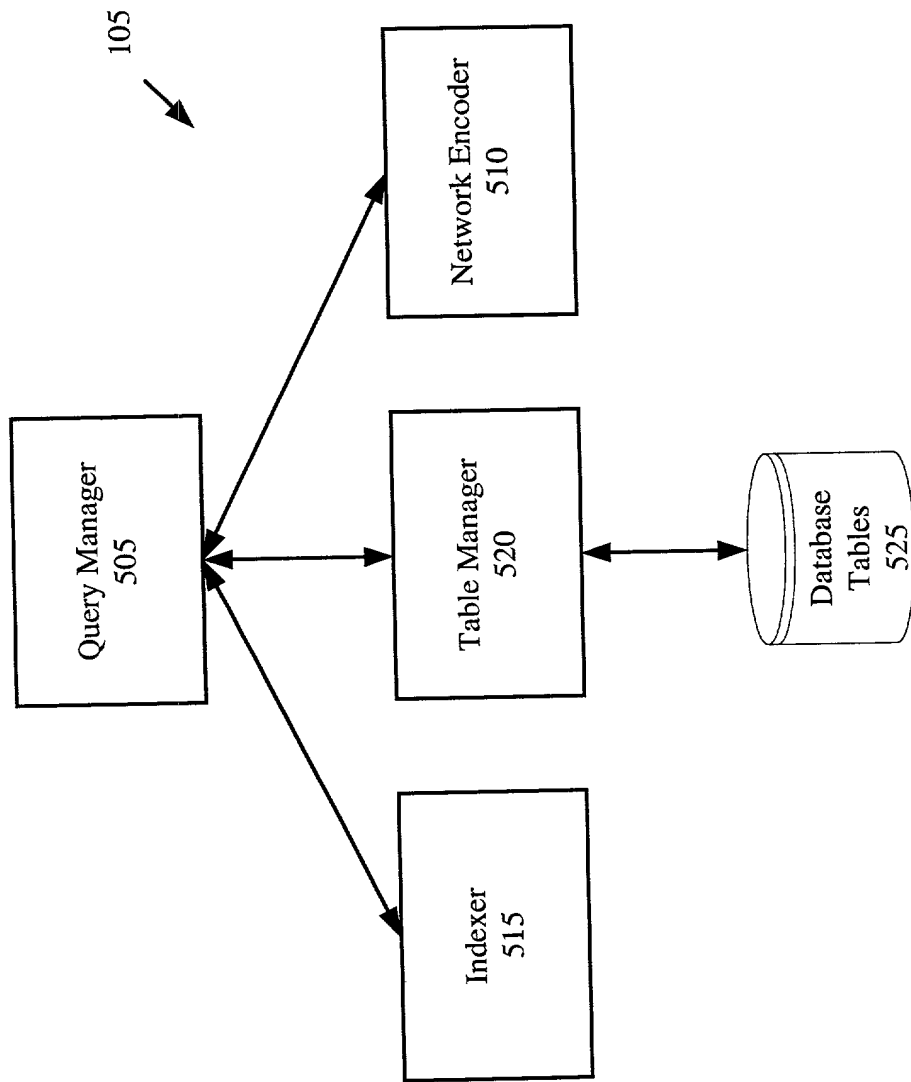 105
Query Manager
505
Indexer
515
Table Manager
520
Network Encoder
510
Database
Tables
525